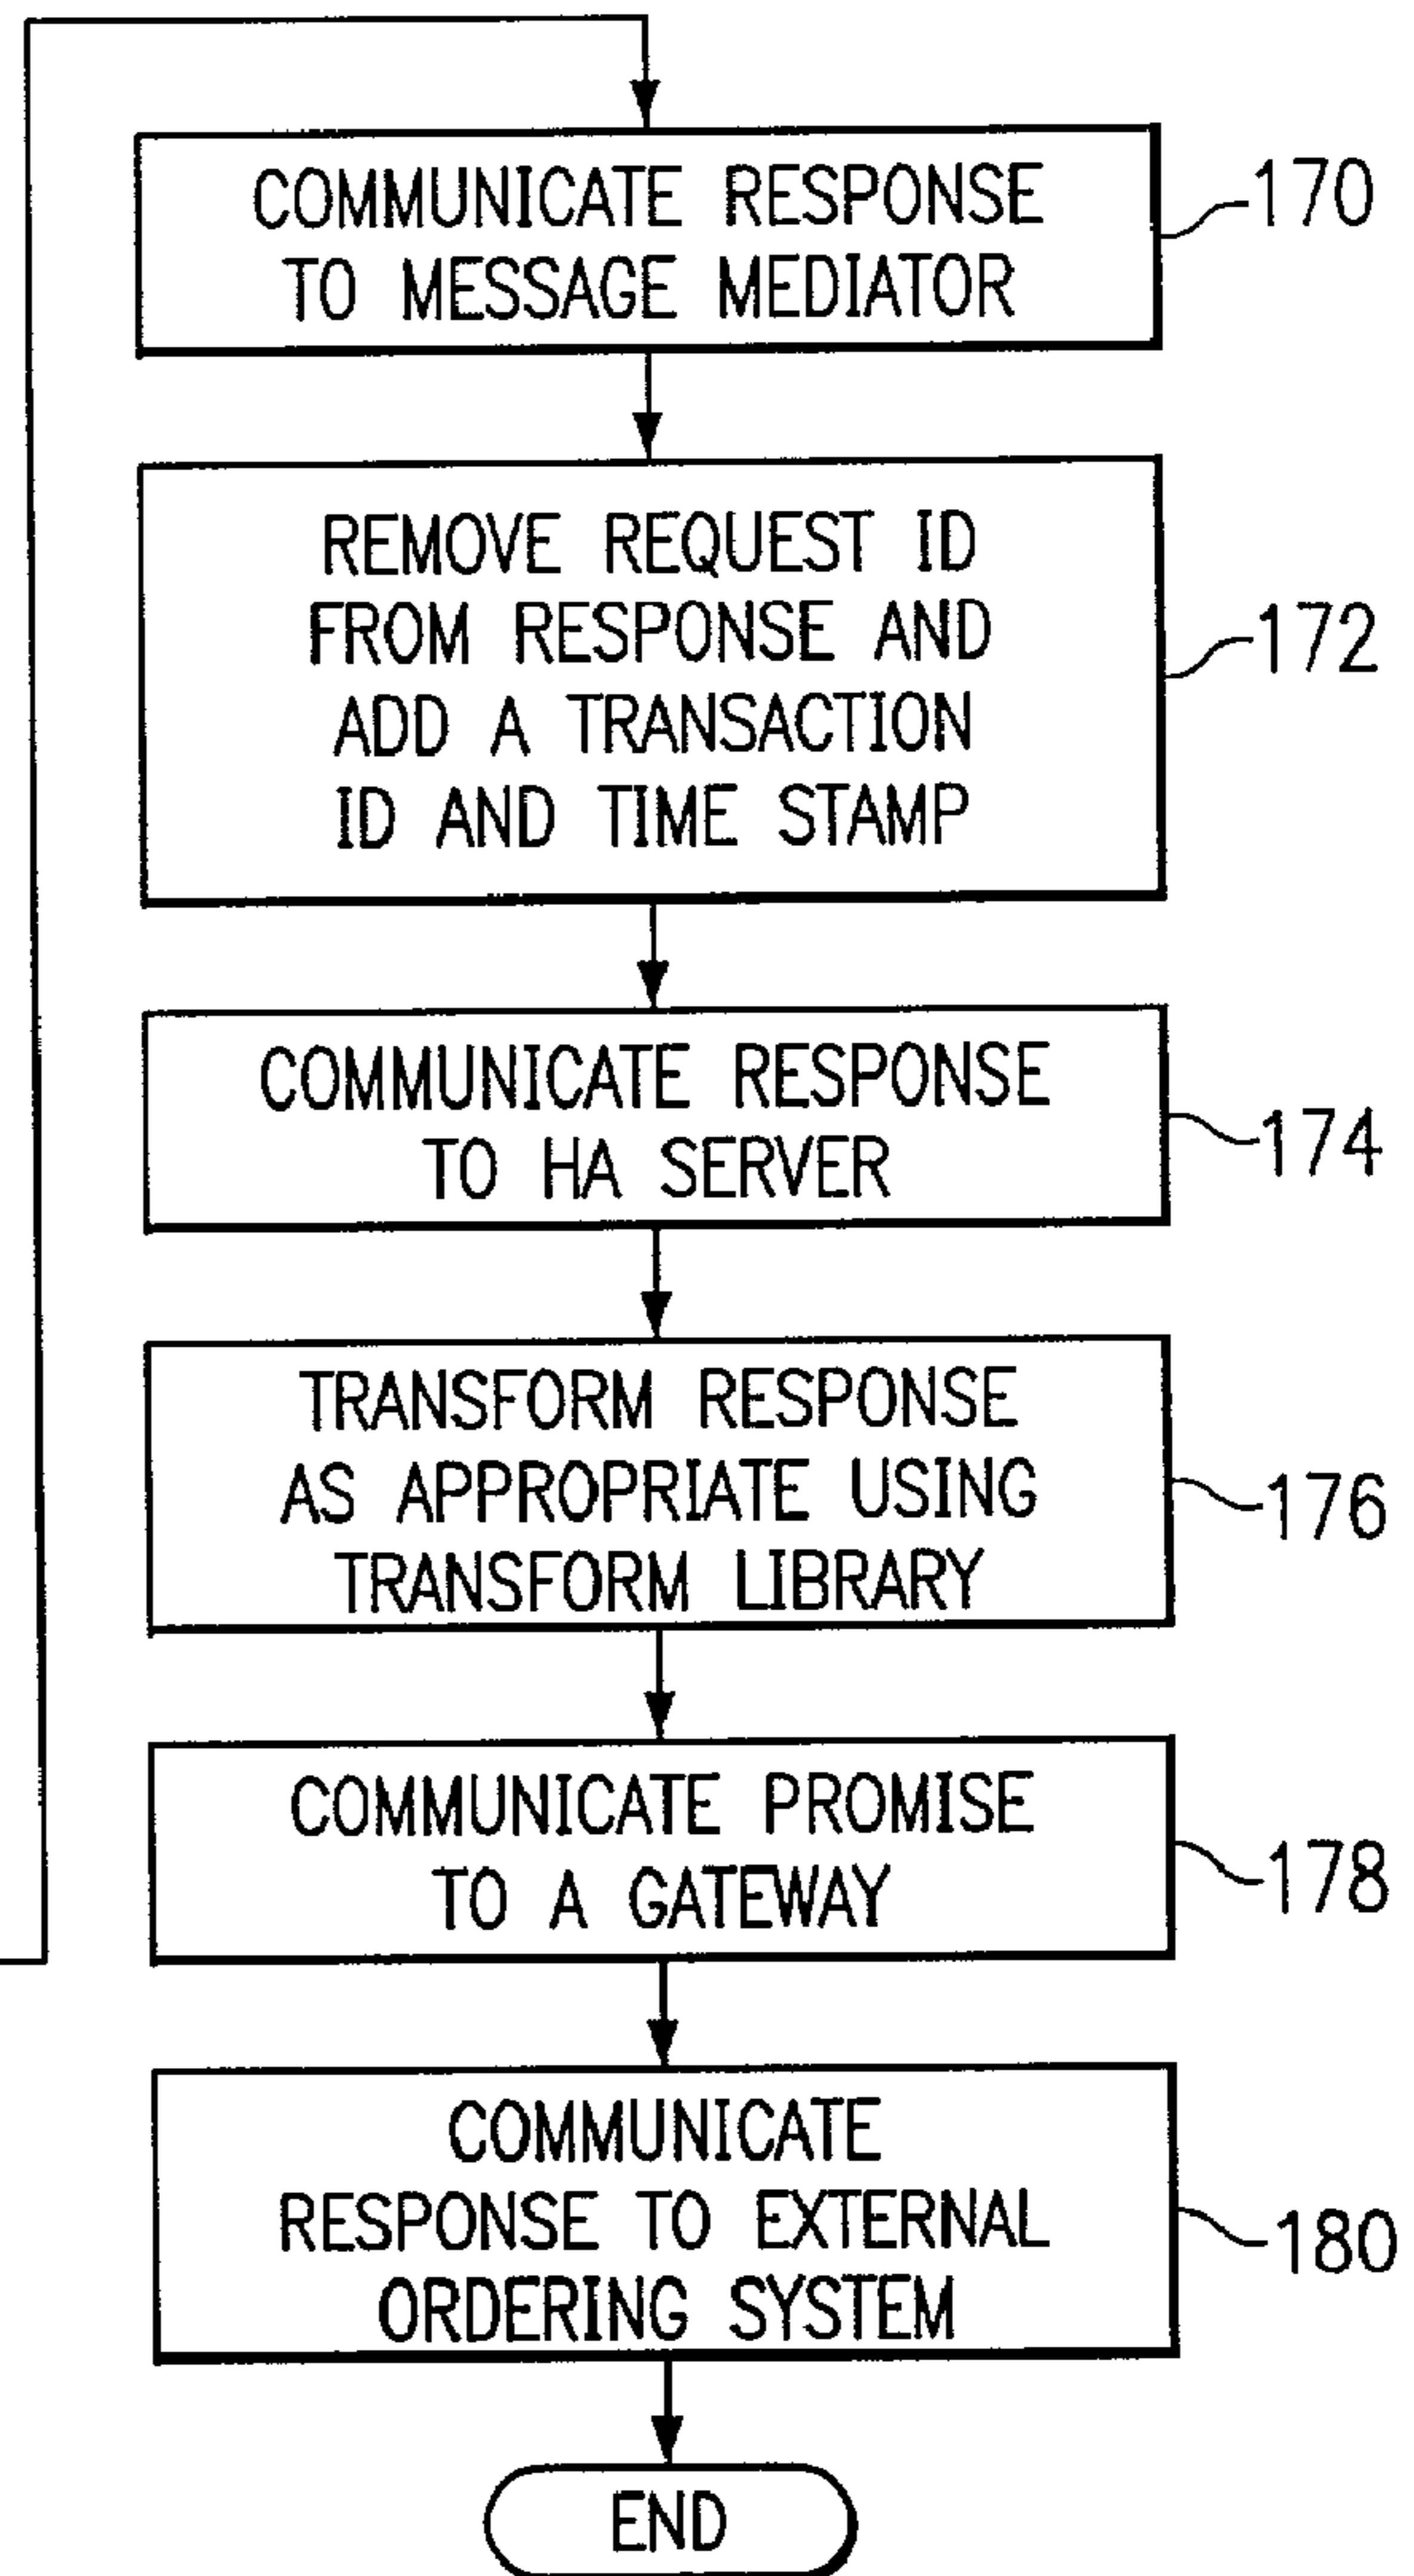 COMMUNICATE RESPONSE
TO MESSAGE MEDIATOR
170
REMOVE REQUEST ID
FROM RESPONSE AND
ADD A TRANSACTION
ID AND TIME STAMP
172
COMMUNICATE RESPONSE
TO HA SERVER
174
TRANSFORM RESPONSE
AS APPROPRIATE USING
TRANSFORM LIBRARY
176
COMMUNICATE PROMISE
TO A GATEWAY
178
COMMUNICATE
RESPONSE TO EXTERNAL
ORDERING SYSTEM
180
END